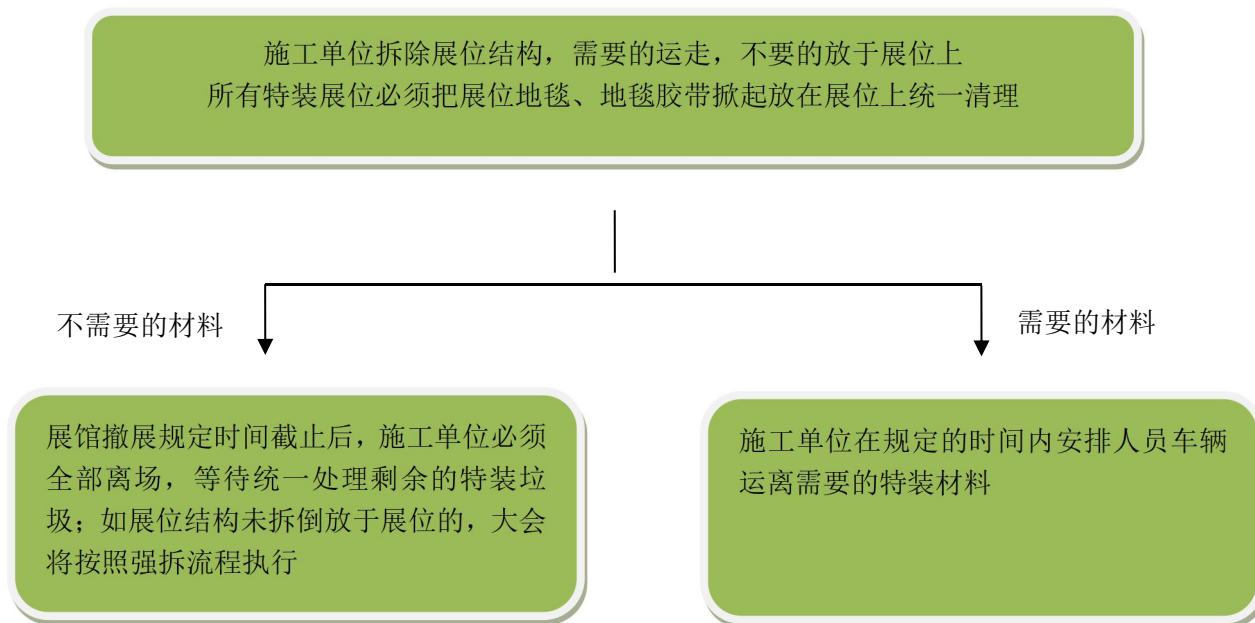 施工单位拆除展位结构，需要的运走，不要的放于展位上
所有特装展位必须把展位地毯、地毯胶带掀起放在展位上统一清理
不需要的材料
需要的材料
展馆撤展规定时间截止后，施工单位必须
全部离场，等待统一处理剩余的特装垃
圾；如展位结构未拆倒放于展位的，大会
将按照强拆流程执行
施工单位在规定的时间内安排人员车辆
运离需要的特装材料